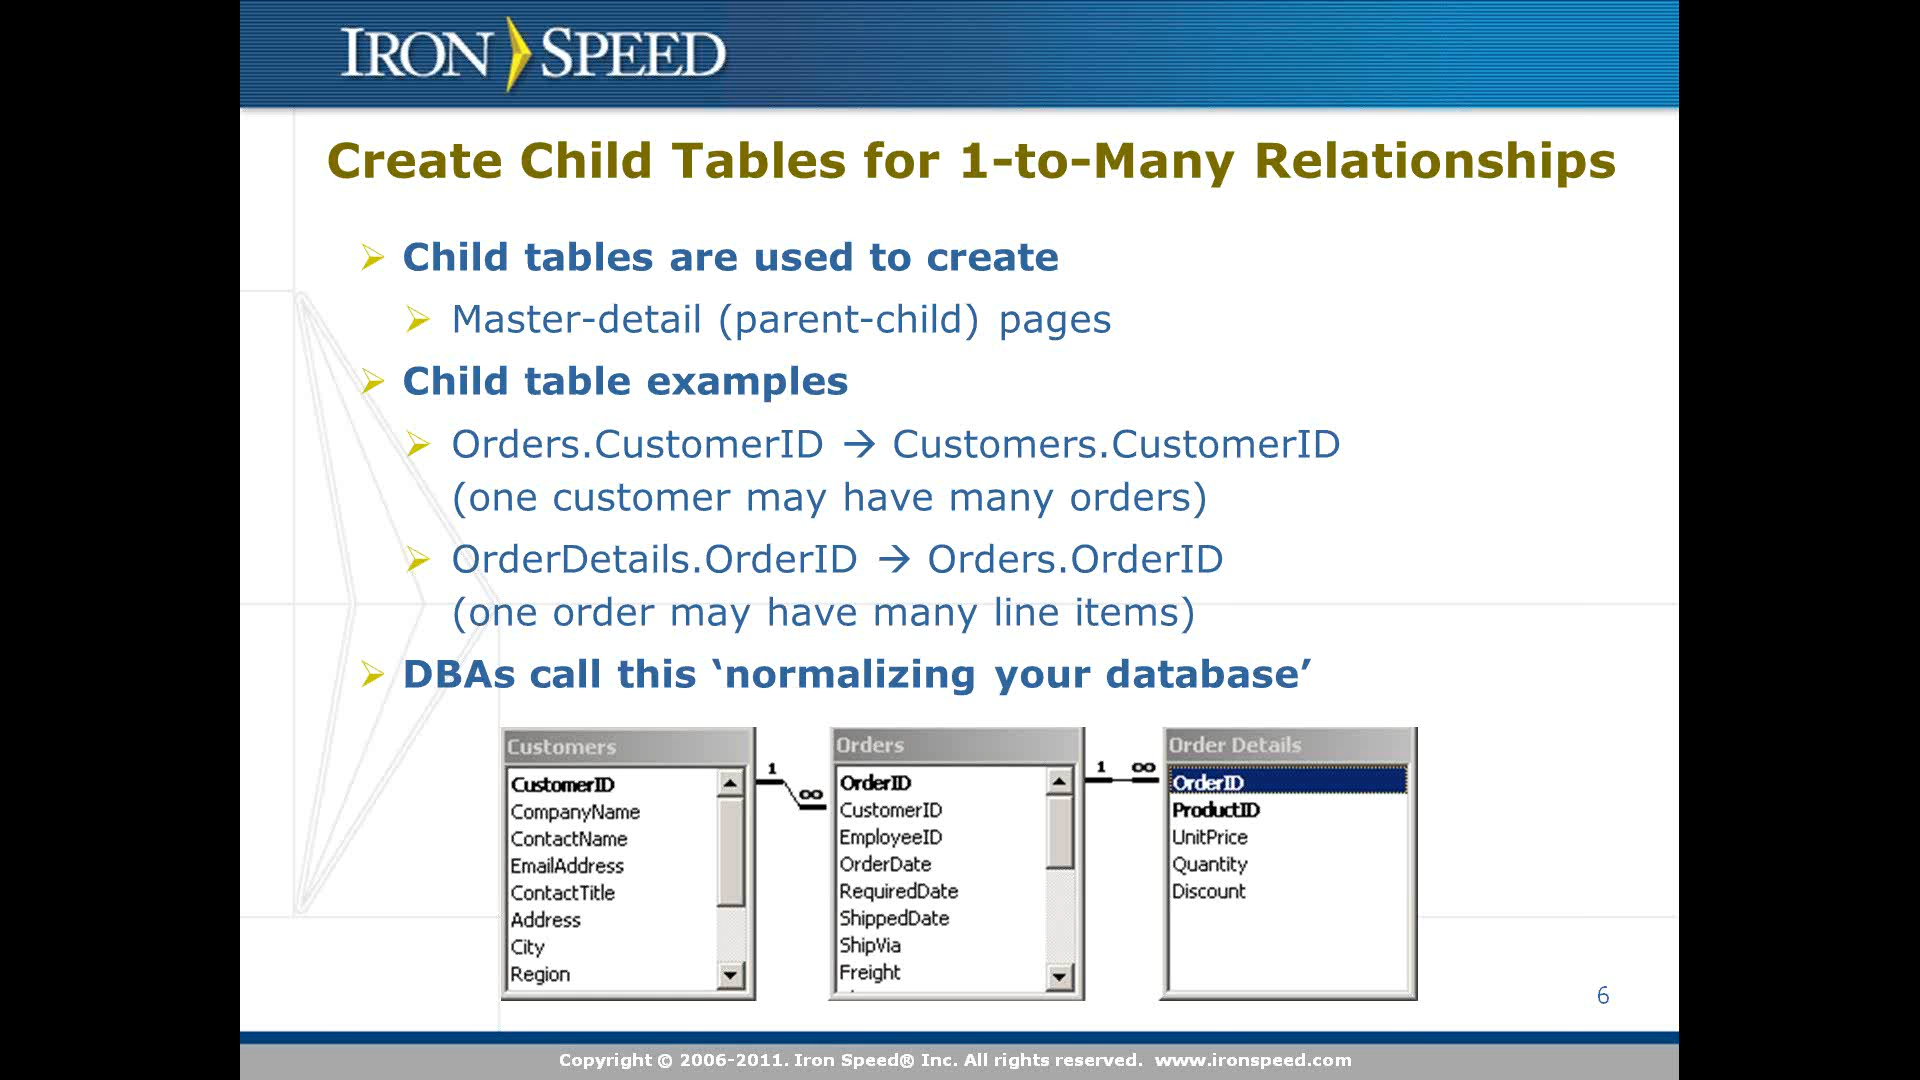 IRON SPEED
Create Child Tables for 1-to-Many Relationships
Child tables are used to create
Master-detail (parent-child) pages
Child table examples
Orders.CustomerID → Customers.CustomerID
(one customer may have many orders)
OrderDetails.OrderID → Orders.OrderID
(one order may have many line items)
DBAs call this ‘normalizing your database’
Customers
CustomerID
CompanyName
ContactName
EmailAddress
ContactTitle
Address
City
Region
1
∞
Orders
OrderID
CustomerID
EmployeeID
OrderDate
RequiredDate
ShippedDate
ShipVia
Freight
1
∞
Order Details
OrderID
ProductID
UnitPrice
Quantity
Discount
6
Copyright © 2006-2011. Iron Speed® Inc. All rights reserved. www.ironspeed.com